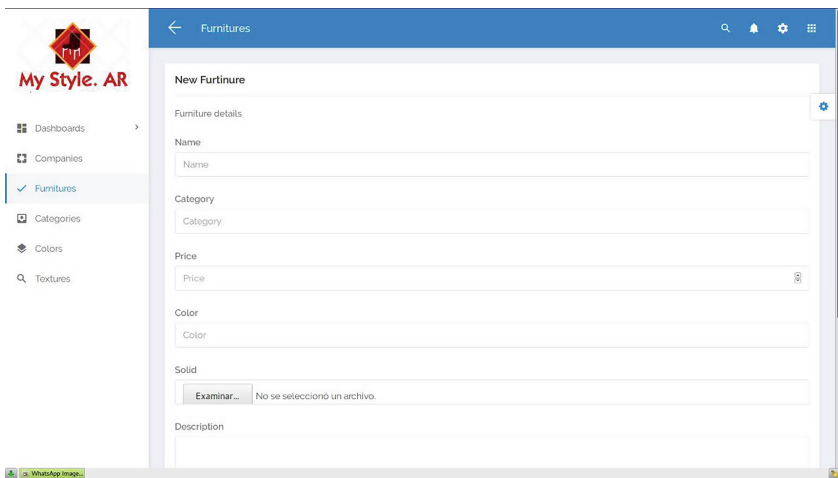 Furnitures
My Style. AR
New Furtinure
Furniture details
Dashboards
Name
Name
Companies
Furnitures
Category
Categories
Category
Colors
Price
Textures
Price
Color
Color
Solid
Examinar... No se seleccionó un archivo.
Description
WhatsApp Image...